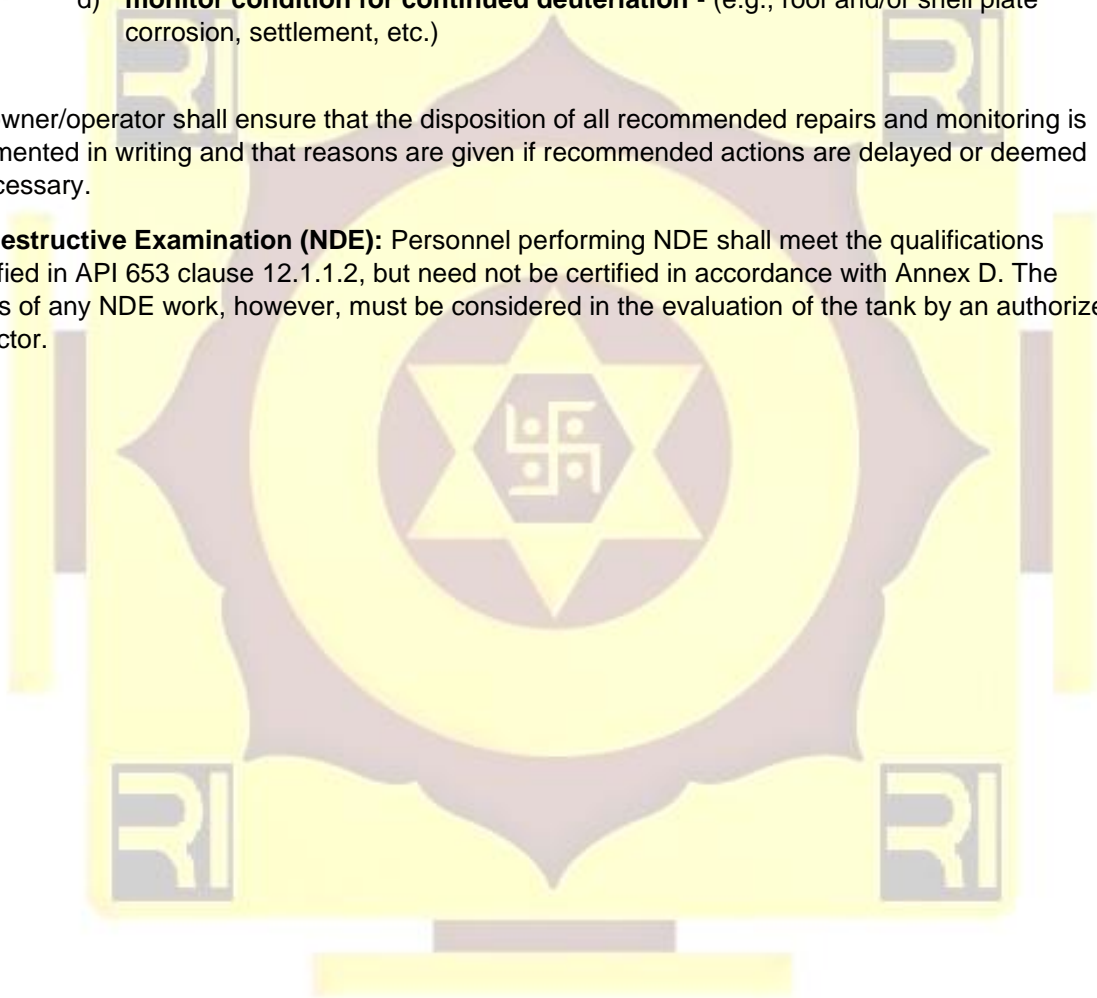 d) monitor condition for continued deuteriation - (e.g., roof and/or shell plate
corrosion, settlement, etc.)
RI RI
wner/operator shall ensure that the disposition of all recommended repairs and monitoring is
mented in writing and that reasons are given if recommended actions are delayed or deemed
cessary.
estructive Examination (NDE): Personnel performing NDE shall meet the qualifications
fied in API 653 clause 12.1.1.2, but need not be certified in accordance with Annex D. The
s of any NDE work, however, must be considered in the evaluation of the tank by an authorize
ctor.
RI RI